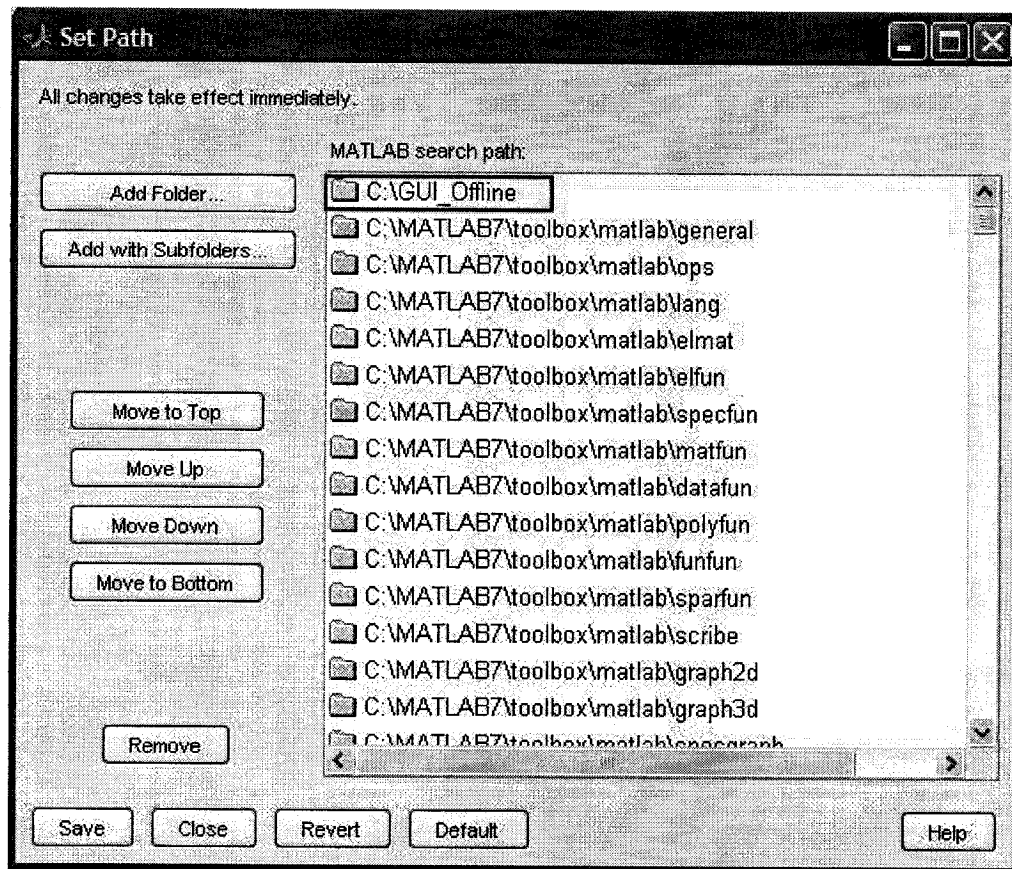 Set Path
All changes take effect immediately.
MATLAB search path:
Add Folder...
Add with Subfolders...
Move to Top
Move Up
Move Down
Move to Bottom
Remove
C:\GUI_Offline
C:\MATLAB7\toolbox\matlab\general
C:\MATLAB7\toolbox\matlab\ops
C:\MATLAB7\toolbox\matlab\lang
C:\MATLAB7\toolbox\matlab\elmat
C:\MATLAB7\toolbox\matlab\elfun
C:\MATLAB7\toolbox\matlab\specfun
C:\MATLAB7\toolbox\matlab\matfun
C:\MATLAB7\toolbox\matlab\datafun
C:\MATLAB7\toolbox\matlab\polyfun
C:\MATLAB7\toolbox\matlab\funfun
C:\MATLAB7\toolbox\matlab\sparfun
C:\MATLAB7\toolbox\matlab\scribe
C:\MATLAB7\toolbox\matlab\graph2d
C:\MATLAB7\toolbox\matlab\graph3d
C:\MATLAB7\toolbox\matlab\specgraph
Save
Close
Revert
Default
Help